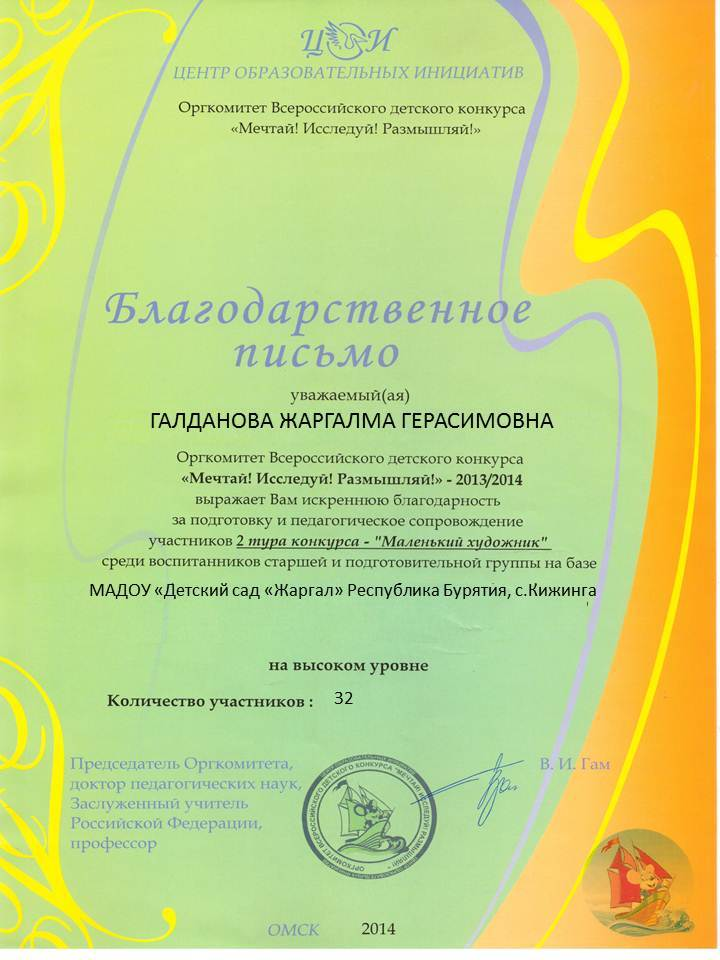 ЦОИ
ЦЕНТР ОБРАЗОВАТЕЛЬНЫХ ИНИЦИАТИВ
Оргкомитет Всероссийского детского конкурса
«Мечтай! Исследуй! Размышляй!»
Благодарственное
письмо
уважаемый(ая)
ГАЛДАНОВА ЖАРГАЛМА ГЕРАСИМОВНА
Оргкомитет Всероссийского детского конкурса
«Мечтай! Исследуй! Размышляй!» - 2013/2014
выражает Вам искреннюю благодарность
за подготовку и педагогическое сопровождение
участников 2 тура конкурса - "Маленький художник"
среди воспитанников старшей и подготовительной группы на базе
МАДОУ «Детский сад «Жаргал» Республика Бурятия, с.Кижинга
на высоком уровне
Количество участников : 32
Председатель Оргкомитета,
доктор педагогических наук,
Заслуженный учитель
Российской Федерации,
профессор
В. И. Гам
ОРГКОМИТЕТ ВСЕРОССИЙСКОГО ДЕТСКОГО КОНКУРСА "МЕЧТАЙ! ИССЛЕДУЙ! РАЗМЫШЛЯЙ!"
ОМСК 2014